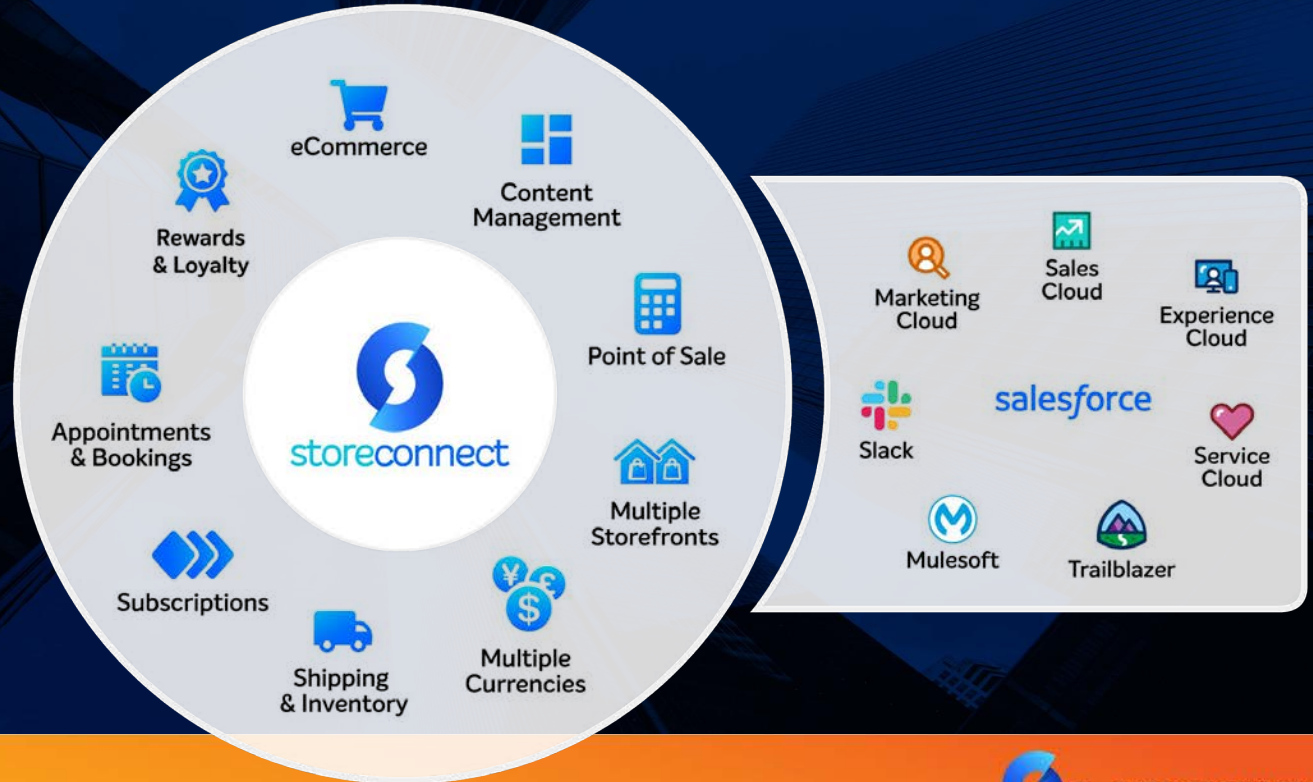 eCommerce
Content
Management
Rewards
& Loyalty
Point of Sale
Appointments
& Bookings
storeconnect
Multiple
Storefronts
Subscriptions
Multiple
Currencies
Shipping
& Inventory
Marketing
Cloud
Sales
Cloud
Experience
Cloud
Slack
salesforce
Service
Cloud
Mulesoft
Trailblazer